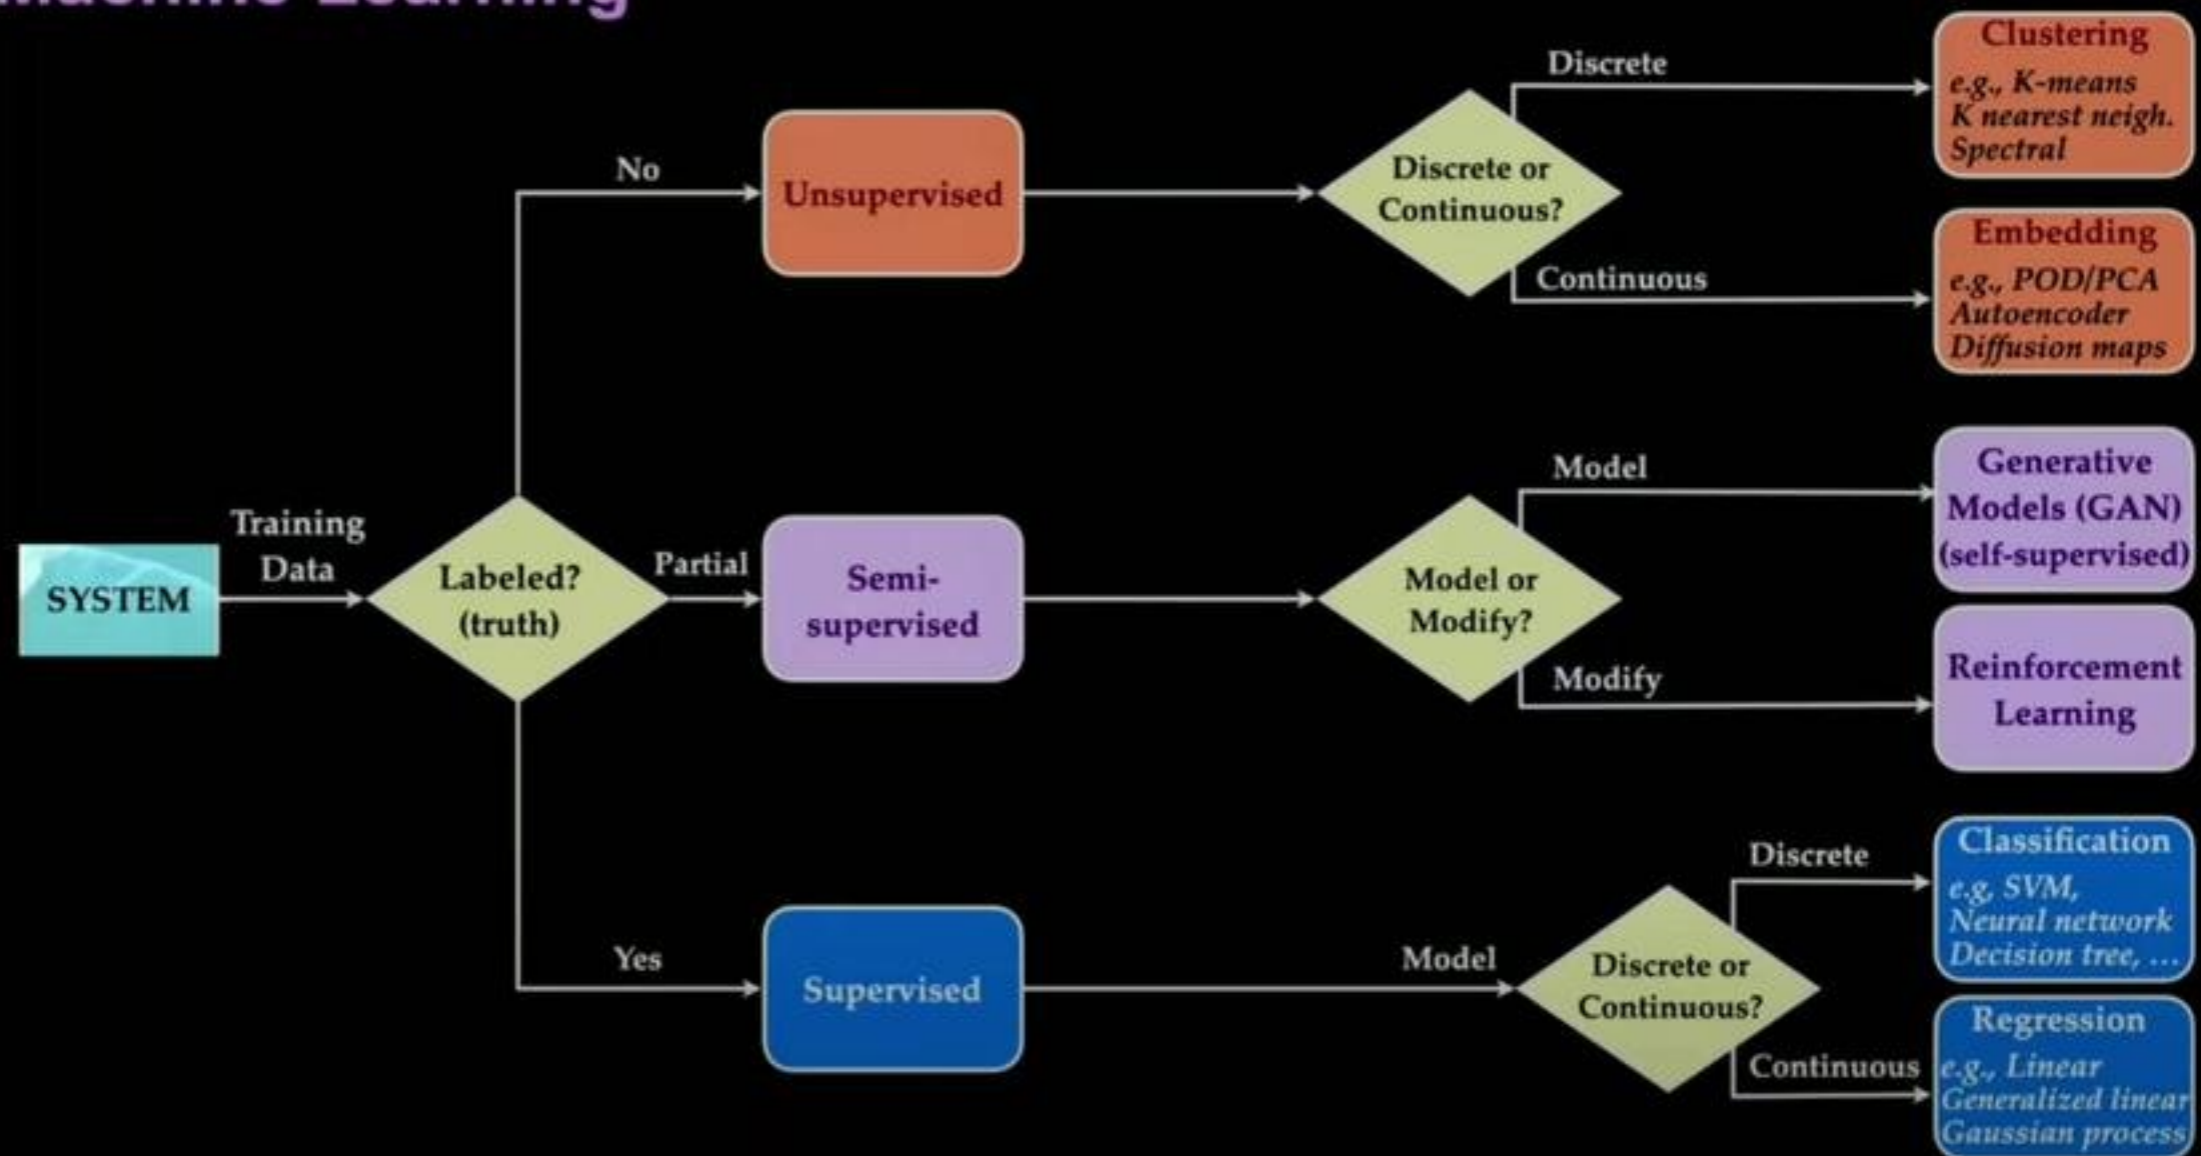 Machine Learning
SYSTEM
Training
Data
Labeled?
(truth)
No
Partial
Yes
Unsupervised
Semi-
supervised
Supervised
Discrete or
Continuous?
Discrete
Continuous
Model or
Modify?
Model
Modify
Model
Discrete or
Continuous?
Discrete
Continuous
Clustering
e.g., K-means
K nearest neigh.
Spectral
Embedding
e.g., POD/PCA
Autoencoder
Diffusion maps
Generative
Models (GAN)
(self-supervised)
Reinforcement
Learning
Classification
e.g, SVM,
Neural network
Decision tree, ...
Regression
e.g., Linear
Generalized linear
Gaussian process